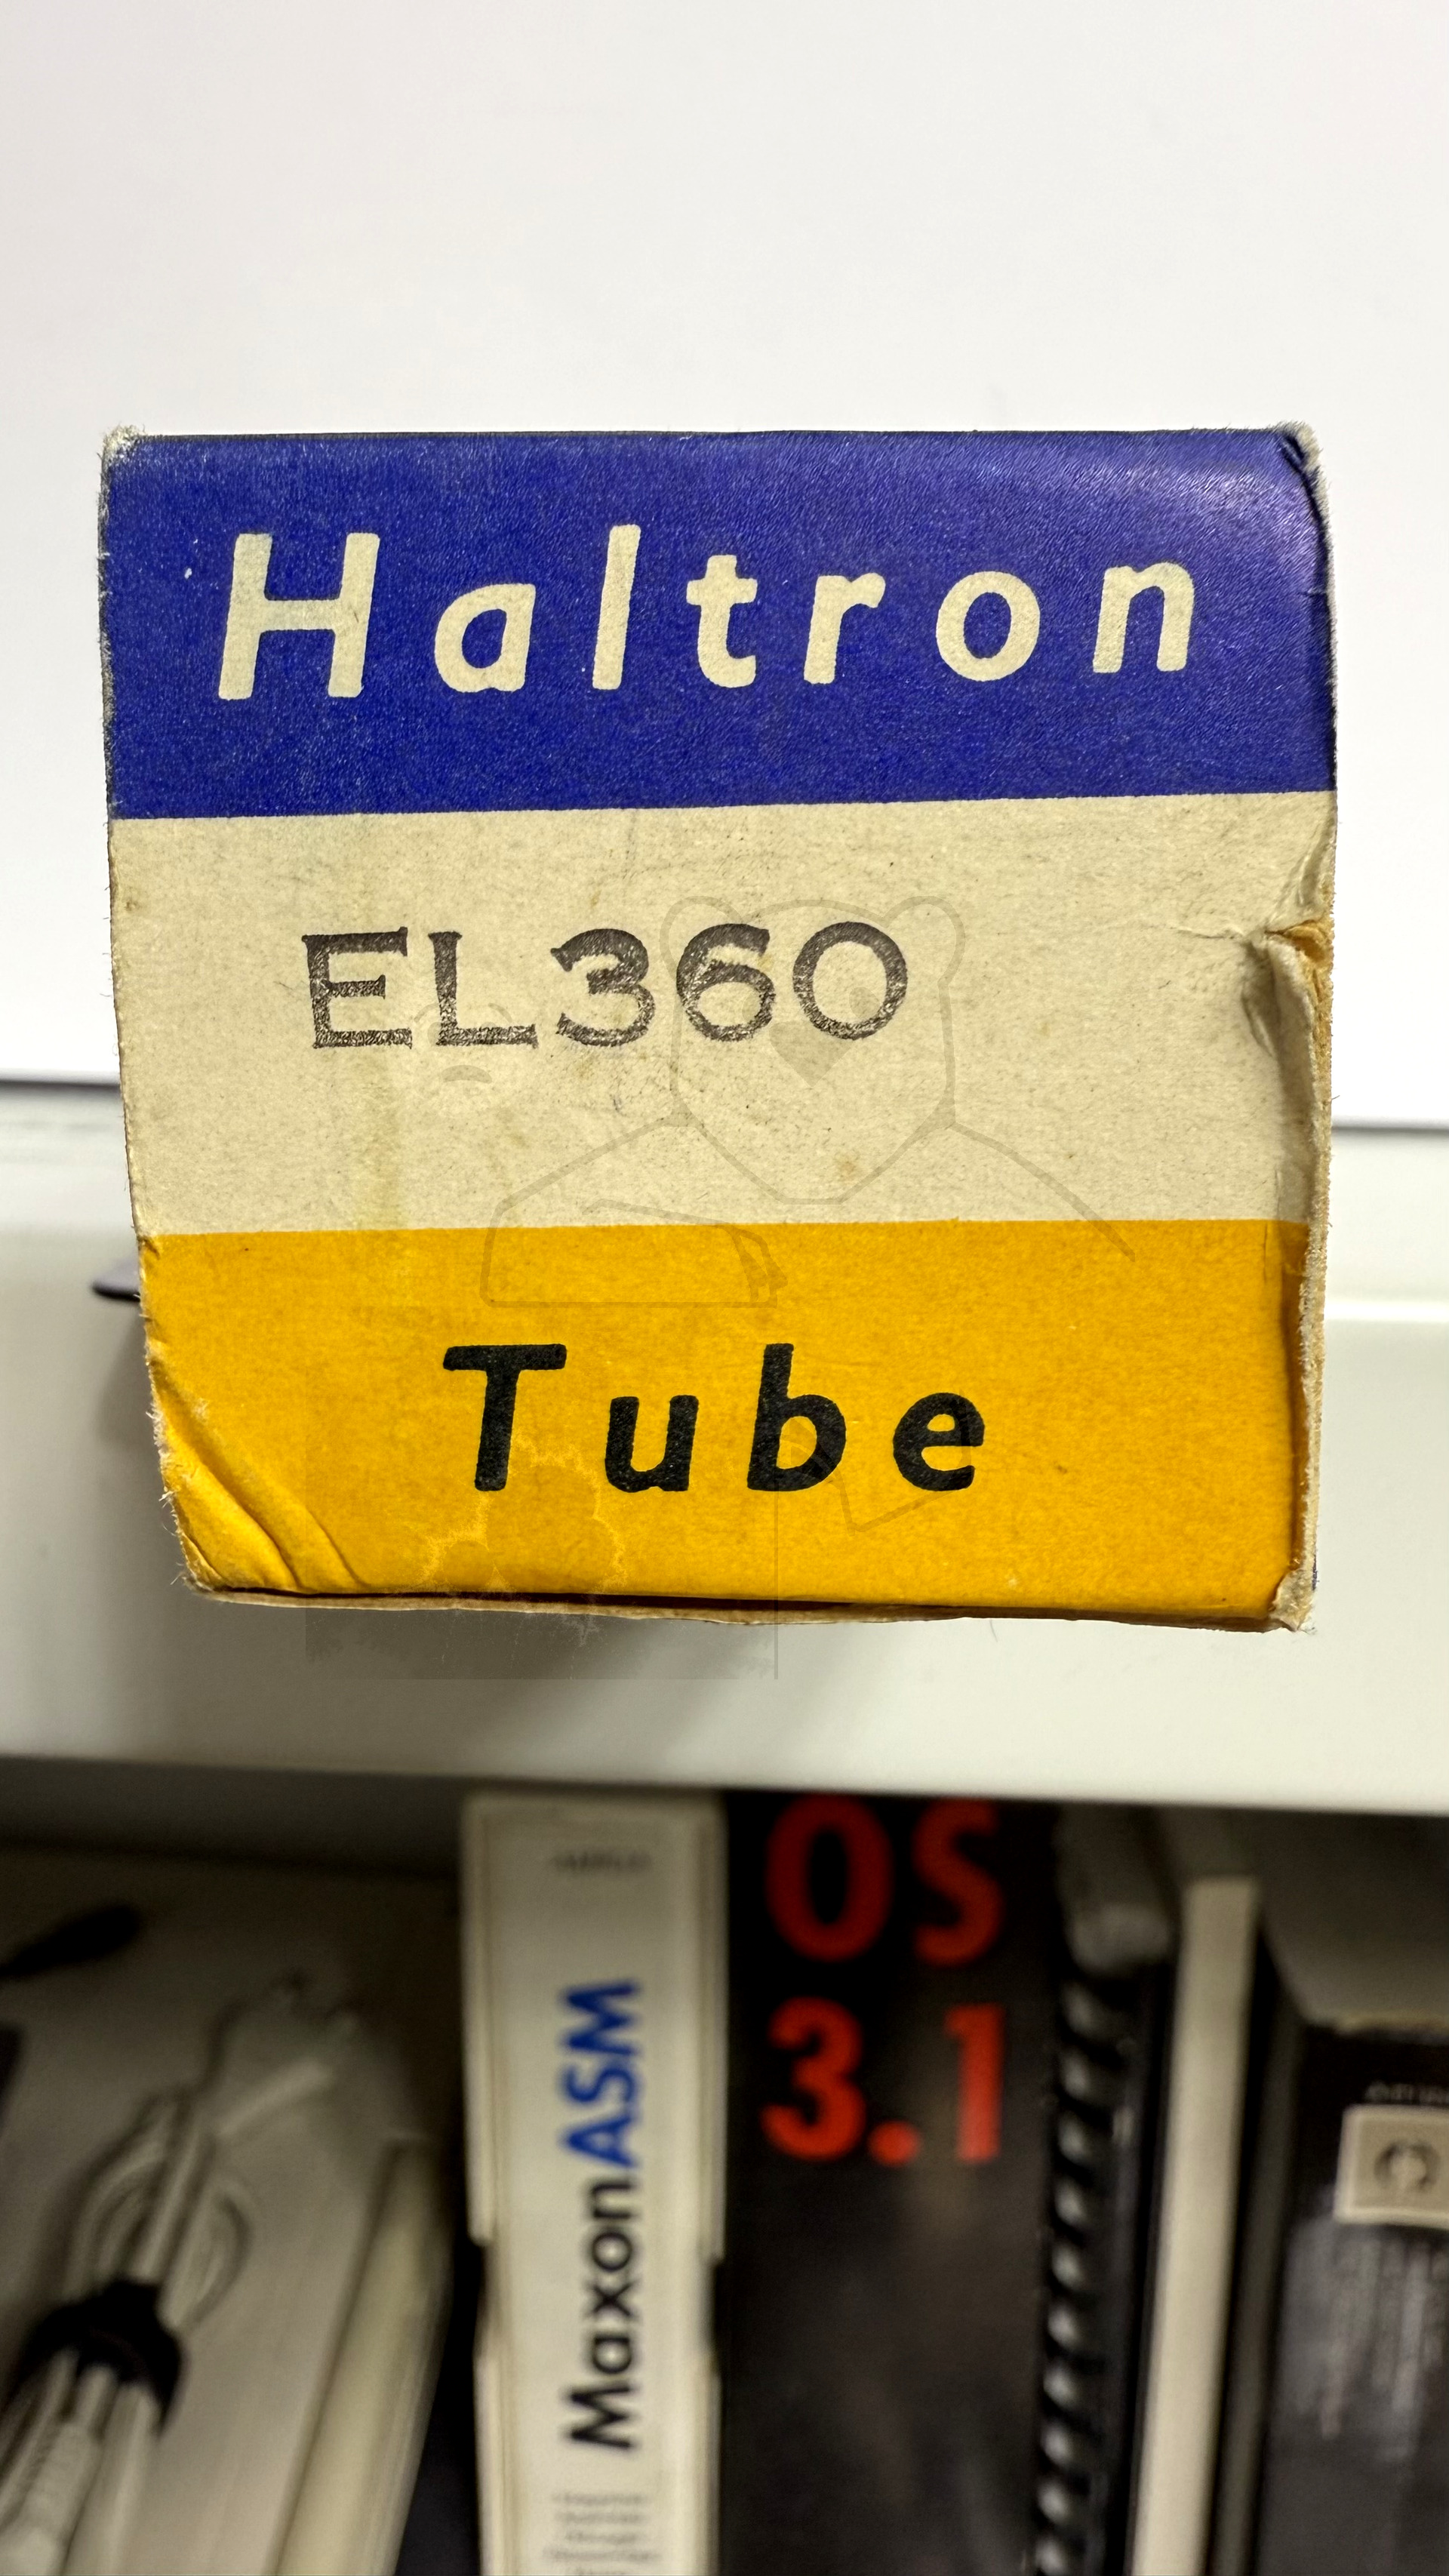 Haltron
EL360
Tube
OS
3.1
MaxonASM